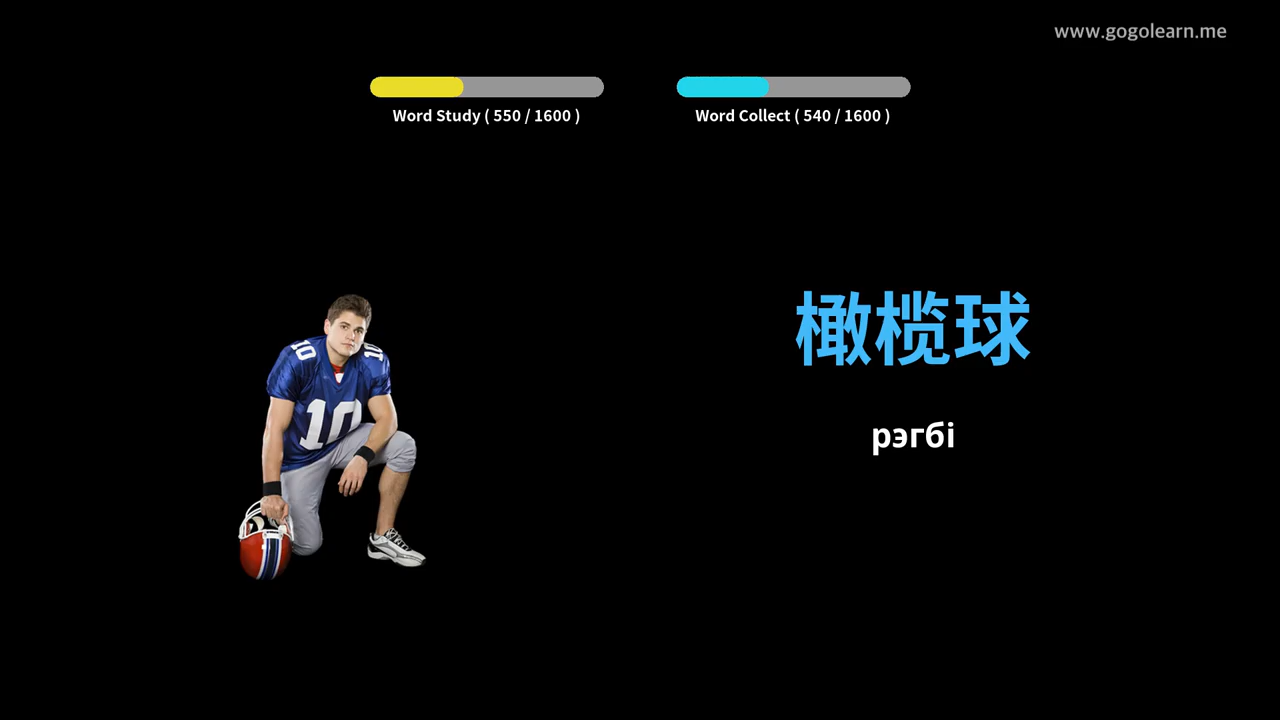 www.gogolearn.me
Word Study ( 550 / 1600 )
Word Collect ( 540 / 1600 )
橄榄球
рэгбі
10
10
10